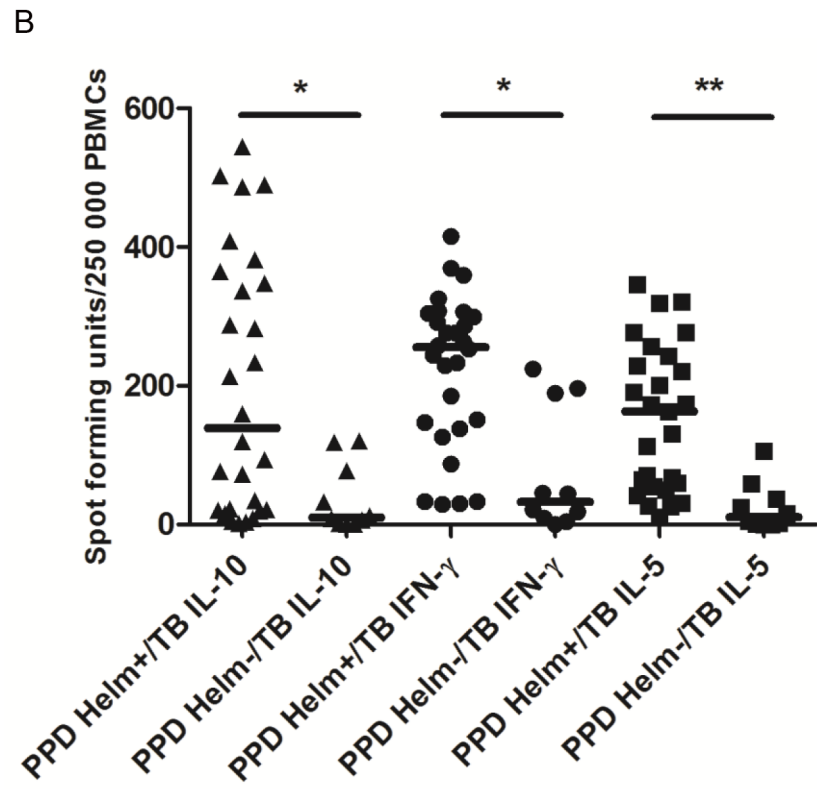 B
Spot forming units/250 000 PBMCs
600
400
200
0
*
*
**
PPD Helm+/TB IL-10
PPD Helm-/TB IL-10
PPD Helm+/TB IFN-γ
PPD Helm-/TB IFN-γ
PPD Helm+/TB IL-5
PPD Helm-/TB IL-5